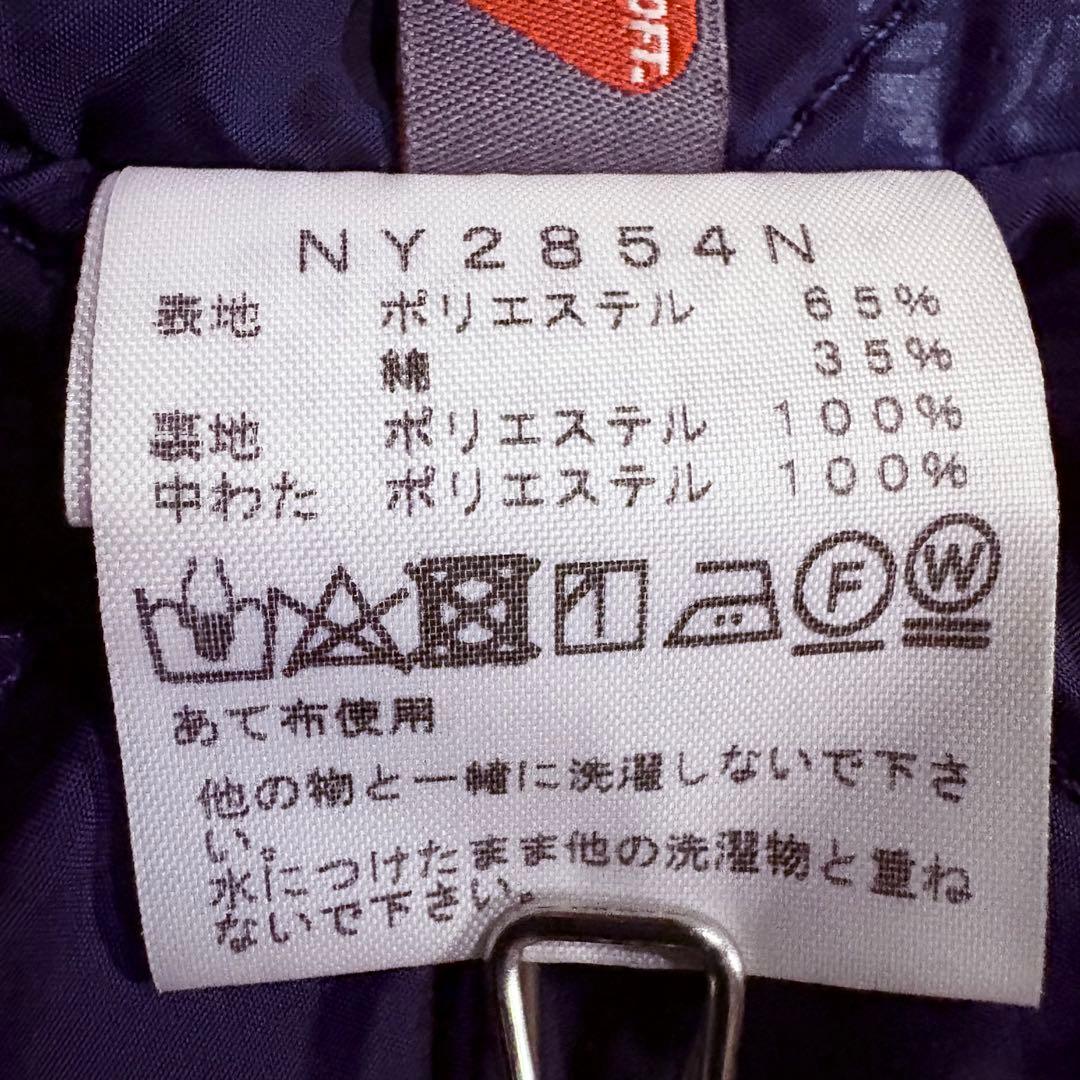 OFT.
NY2854N
表地 ポリエステル 65%
綿 35%
裏地 ポリエステル 100%
中わた ポリエステル 100%
F W
あて布使用
他の物と一緒に洗濯しないで下さ
い。
水につけたまま他の洗濯物と重ね
ないで下さい。